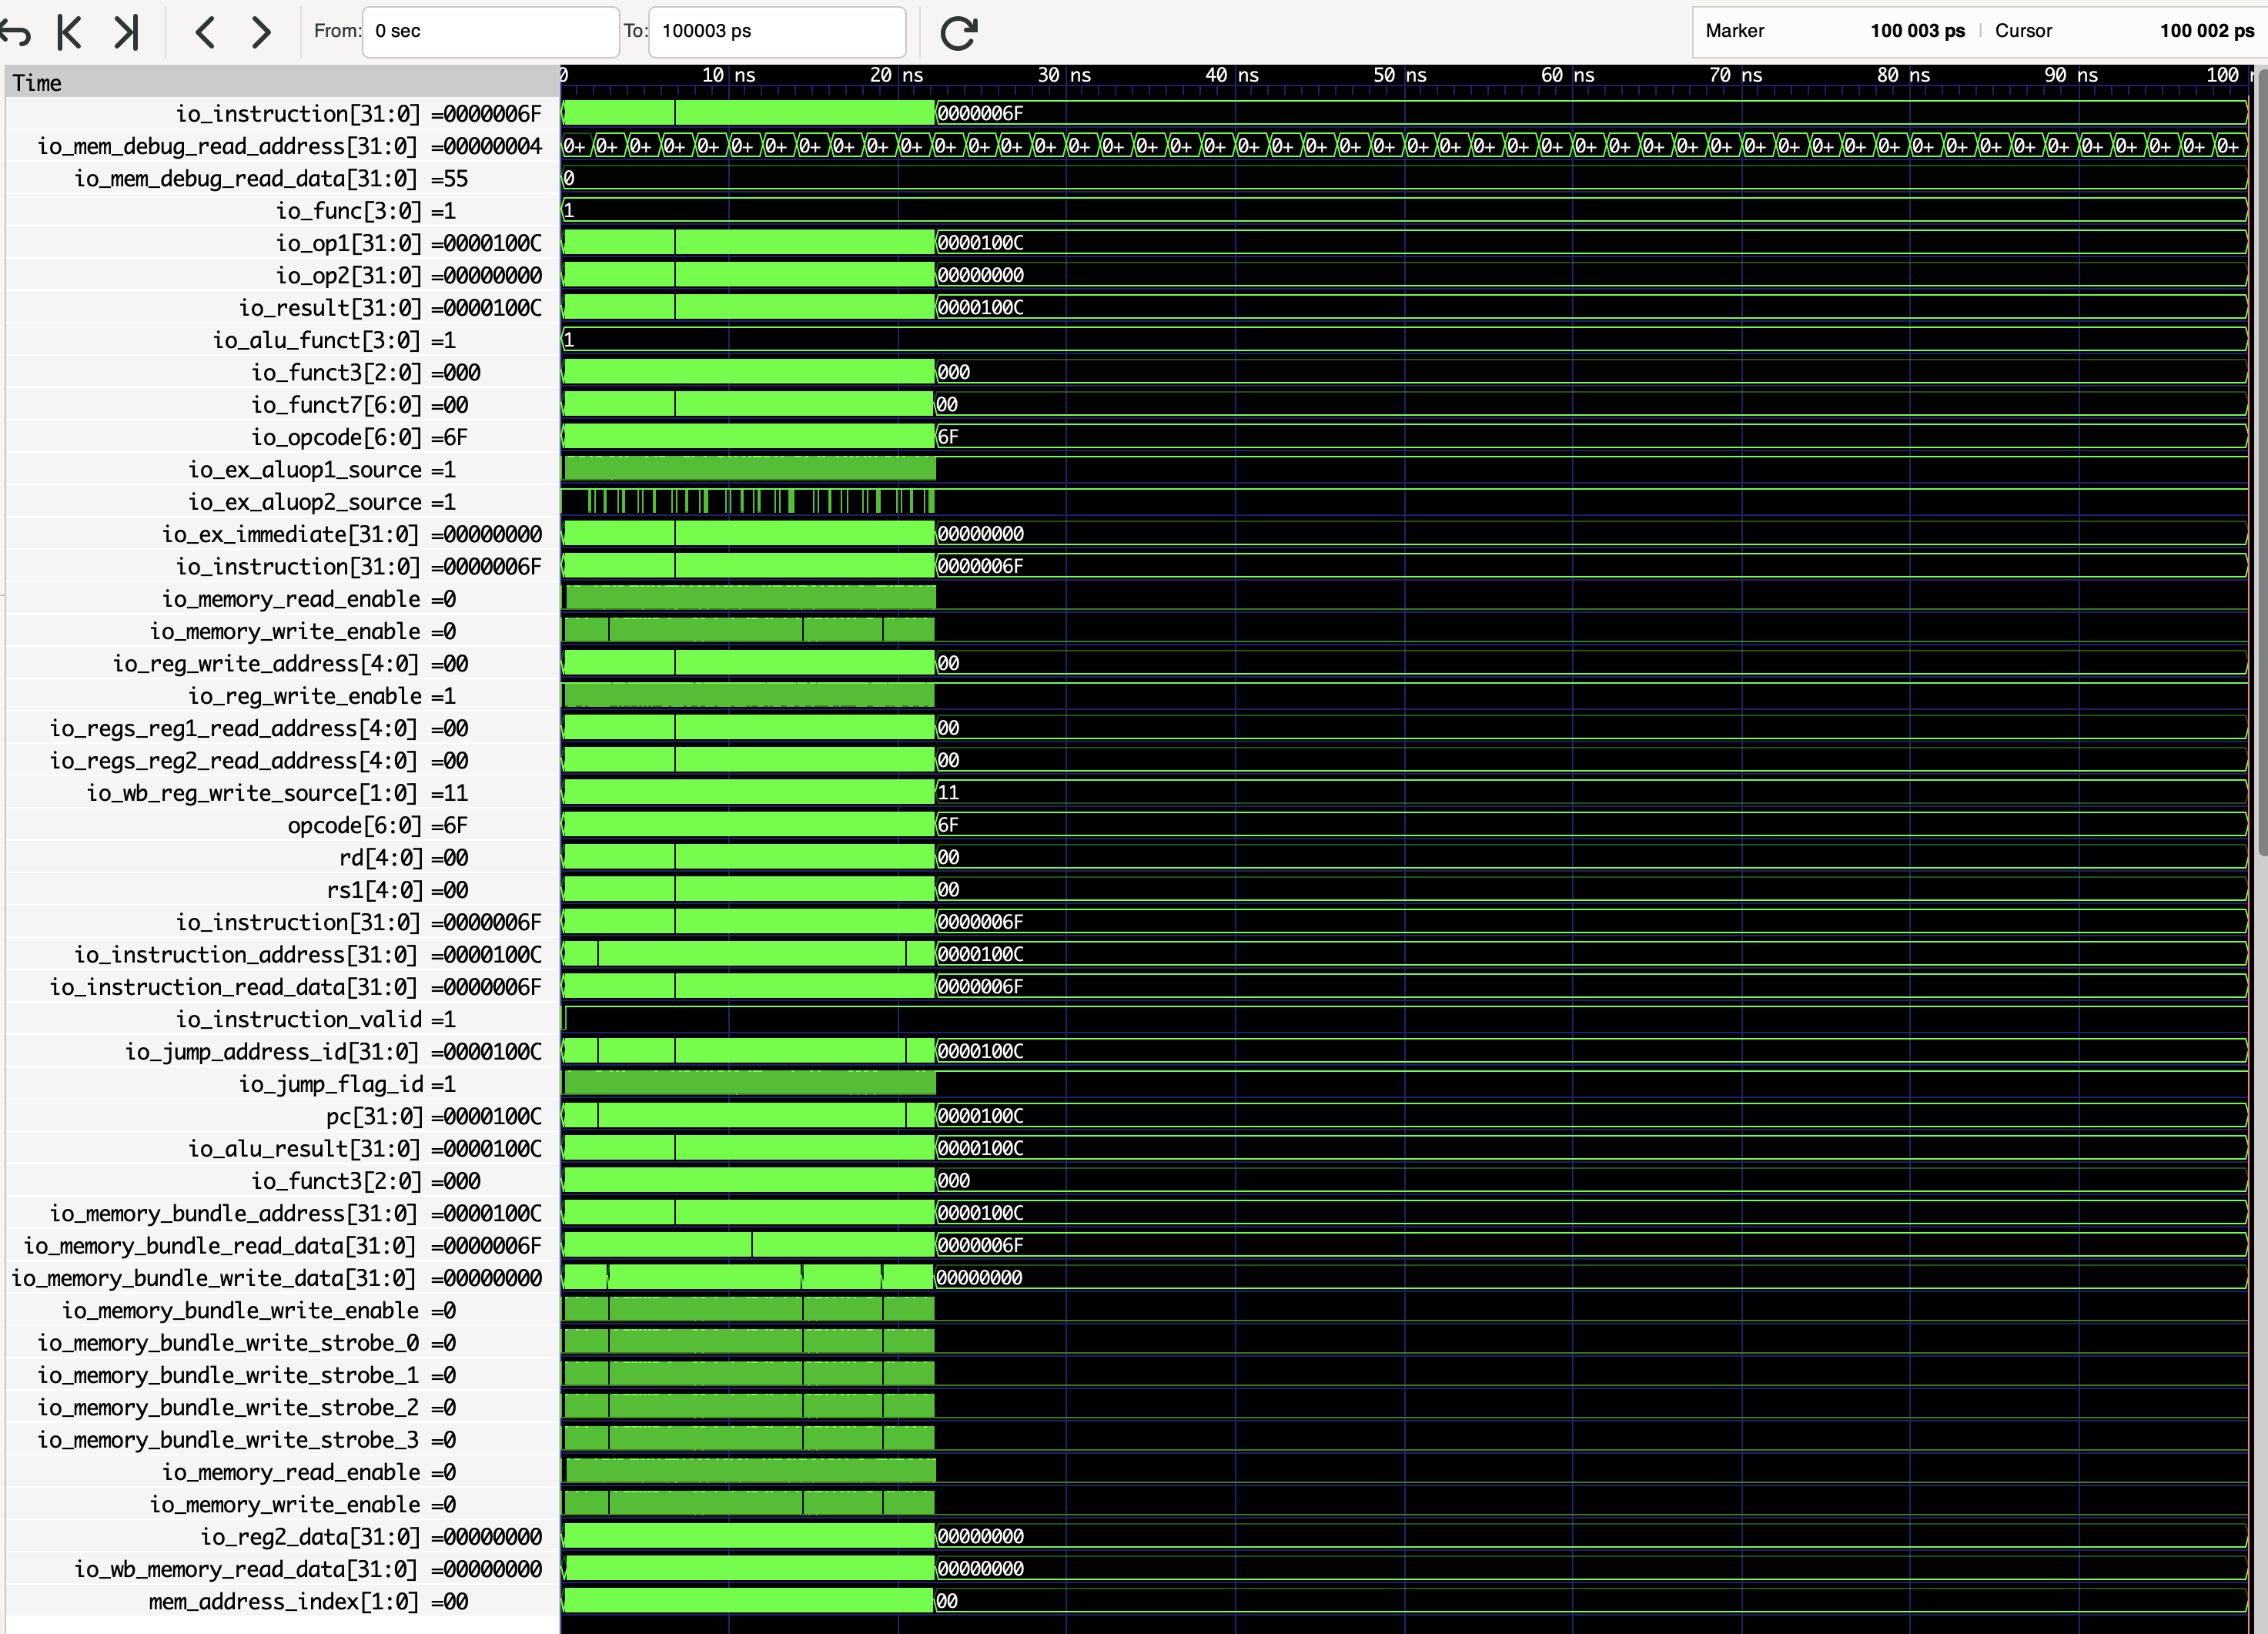 From: 0 sec To: 100003 ps Marker 100 003 ps Cursor 100 002 ps
Time 0 10 ns 20 ns 30 ns 40 ns 50 ns 60 ns 70 ns 80 ns 90 ns 100
io_instruction[31:0] =0000006F 0000006F
io_mem_debug_read_address[31:0] =00000004 0+ 0+ 0+ 0+ 0+ 0+ 0+ 0+ 0+ 0+ 0+ 0+ 0+ 0+ 0+ 0+ 0+ 0+ 0+ 0+ 0+ 0+ 0+ 0+ 0+ 0+ 0+ 0+ 0+ 0+ 0+ 0+ 0+ 0+ 0+ 0+ 0+ 0+ 0+ 0+ 0+ 0+ 0+ 0+ 0+ 0+ 0+ 0+ 0+ 0+
io_mem_debug_read_data[31:0] =55 0
io_func[3:0] =1 1
io_op1[31:0] =0000100C 0000100C
io_op2[31:0] =00000000 00000000
io_result[31:0] =0000100C 0000100C
io_alu_funct[3:0] =1 1
io_funct3[2:0] =000 000
io_funct7[6:0] =00 00
io_opcode[6:0] =6F 6F
io_ex_aluop1_source =1
io_ex_aluop2_source =1
io_ex_immediate[31:0] =00000000 00000000
io_instruction[31:0] =0000006F 0000006F
io_memory_read_enable =0
io_memory_write_enable =0
io_reg_write_address[4:0] =00 00
io_reg_write_enable =1
io_regs_reg1_read_address[4:0] =00 00
io_regs_reg2_read_address[4:0] =00 00
io_wb_reg_write_source[1:0] =11 11
opcode[6:0] =6F 6F
rd[4:0] =00 00
rs1[4:0] =00 00
io_instruction[31:0] =0000006F 0000006F
io_instruction_address[31:0] =0000100C 0000100C
io_instruction_read_data[31:0] =0000006F 0000006F
io_instruction_valid =1
io_jump_address_id[31:0] =0000100C 0000100C
io_jump_flag_id =1
pc[31:0] =0000100C 0000100C
io_alu_result[31:0] =0000100C 0000100C
io_funct3[2:0] =000 000
io_memory_bundle_address[31:0] =0000100C 0000100C
io_memory_bundle_read_data[31:0] =0000006F 0000006F
io_memory_bundle_write_data[31:0] =00000000 00000000
io_memory_bundle_write_enable =0
io_memory_bundle_write_strobe_0 =0
io_memory_bundle_write_strobe_1 =0
io_memory_bundle_write_strobe_2 =0
io_memory_bundle_write_strobe_3 =0
io_memory_read_enable =0
io_memory_write_enable =0
io_reg2_data[31:0] =00000000 00000000
io_wb_memory_read_data[31:0] =00000000 00000000
mem_address_index[1:0] =00 00